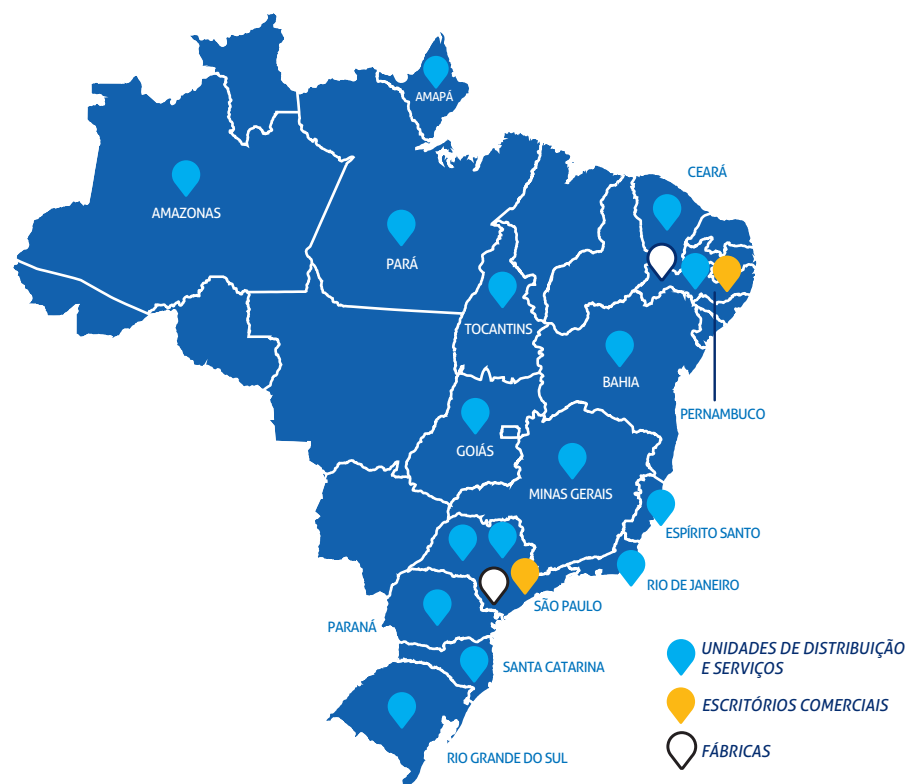 AMAPÁ
CEARÁ
AMAZONAS
PARÁ
TOCANTINS
BAHIA
PERNAMBUCO
GOIÁS
MINAS GERAIS
ESPÍRITO SANTO
RIO DE JANEIRO
SÃO PAULO
PARANÁ
SANTA CATARINA
RIO GRANDE DO SUL
UNIDADES DE DISTRIBUIÇÃO
E SERVIÇOS
ESCRITÓRIOS COMERCIAIS
FÁBRICAS